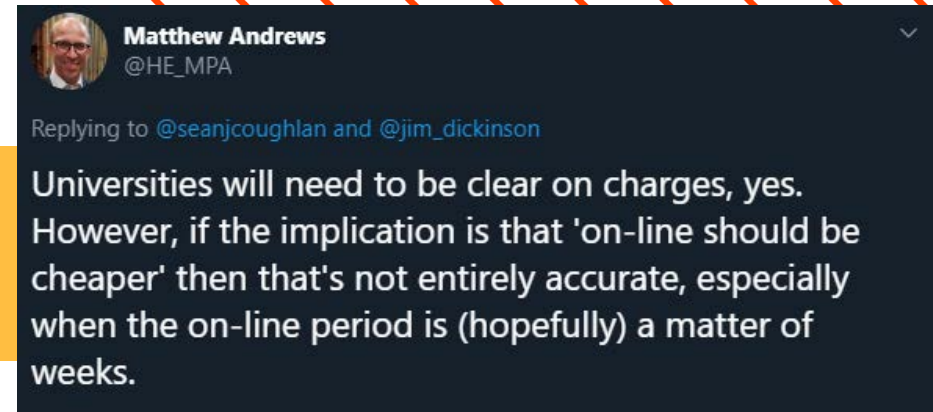 Matthew Andrews
@HE_MPA
Replying to @seanjcoughlan and @jim_dickinson
Universities will need to be clear on charges, yes.
However, if the implication is that 'on-line should be
cheaper' then that's not entirely accurate, especially
when the on-line period is (hopefully) a matter of
weeks.